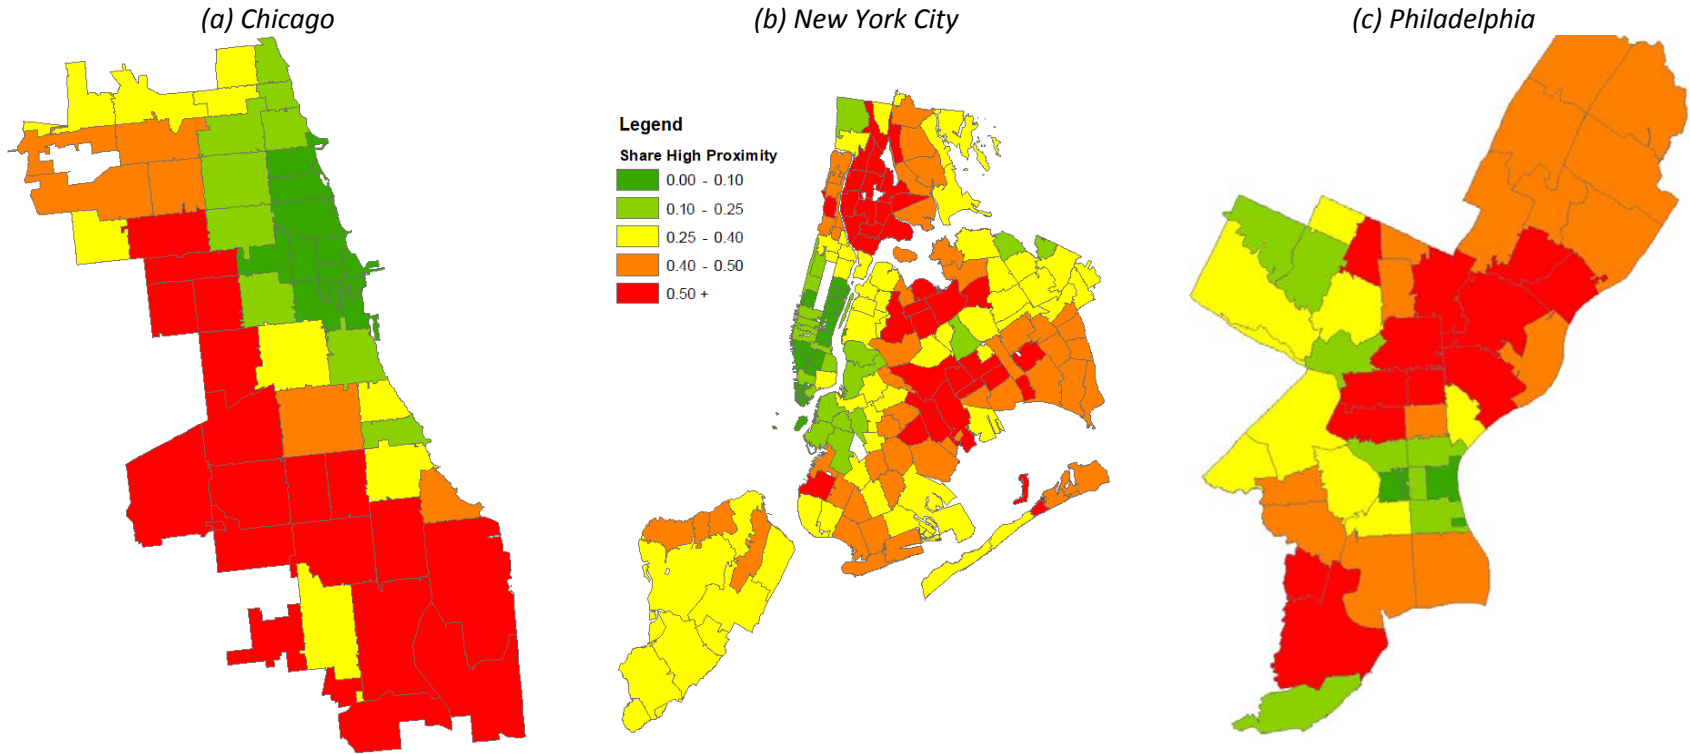 (a) Chicago
(b) New York City
(c) Philadelphia
Legend
Share High Proximity
0.00 - 0.10
0.10 - 0.25
0.25 - 0.40
0.40 - 0.50
0.50 +